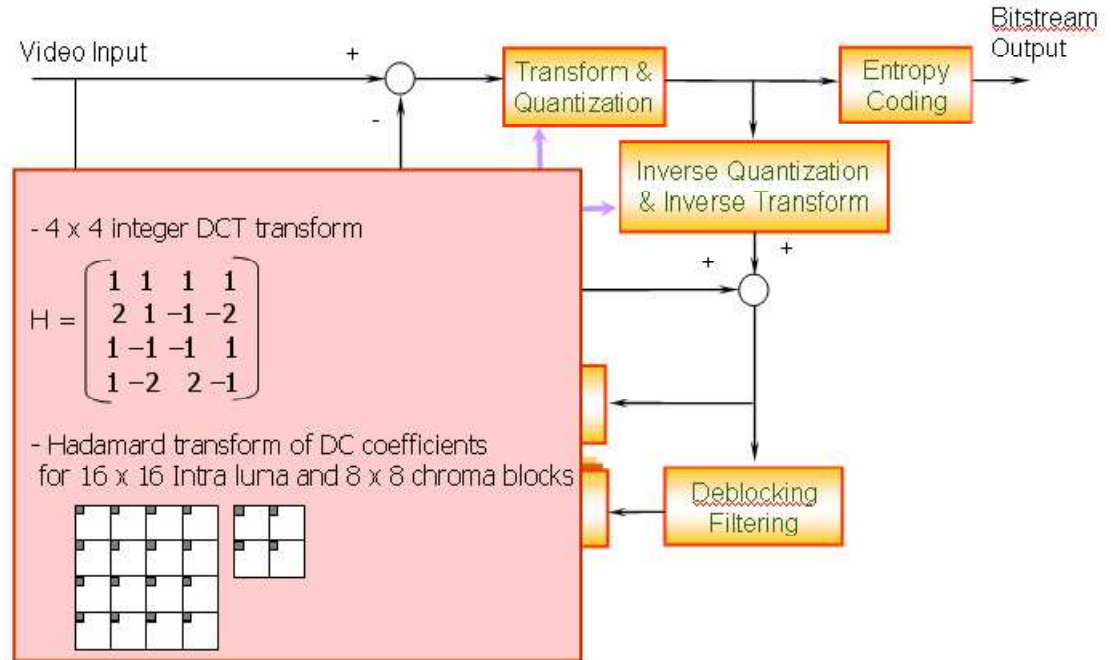 Bitstream
Output
Video Input
+
-
Transform &
Quantization
Entropy
Coding
Inverse Quantization
& Inverse Transform
+
+
- 4 x 4 integer DCT transform
H =
1 1 1 1
2 1 –1 –2
1 –1 –1 1
1 –2 2 –1
- Hadamard transform of DC coefficients
for 16 x 16 Intra luna and 8 x 8 chroma blocks
Deblocking
Filtering